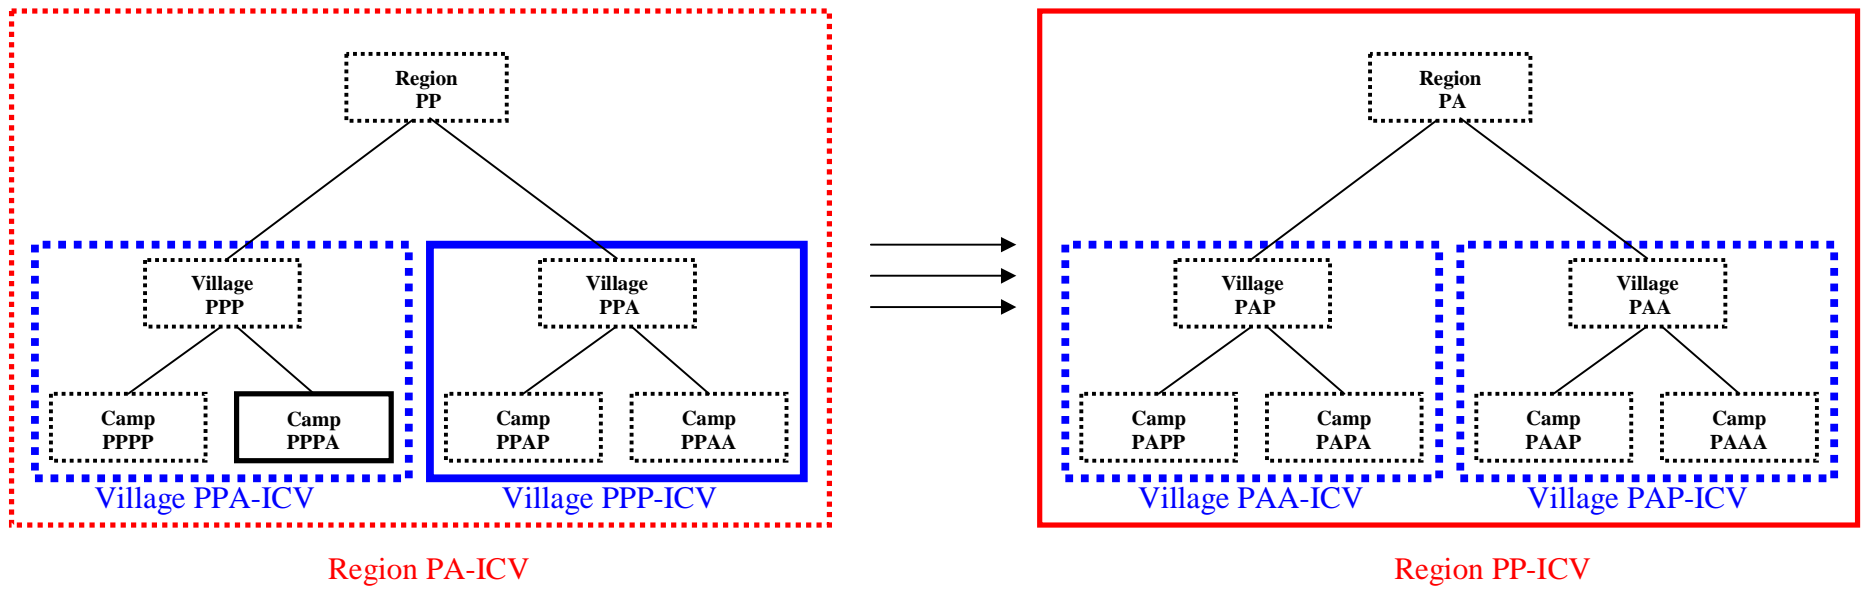 Region
PP
Region
PA
Village
PPP
Village
PPA
Village
PAP
Village
PAA
Camp
PPPP
Camp
PPPA
Camp
PPAP
Camp
PPAA
Camp
PAPP
Camp
PAPA
Camp
PAAP
Camp
PAAA
Village PPA-ICV
Village PPP-ICV
Village PAA-ICV
Village PAP-ICV
Region PA-ICV
Region PP-ICV